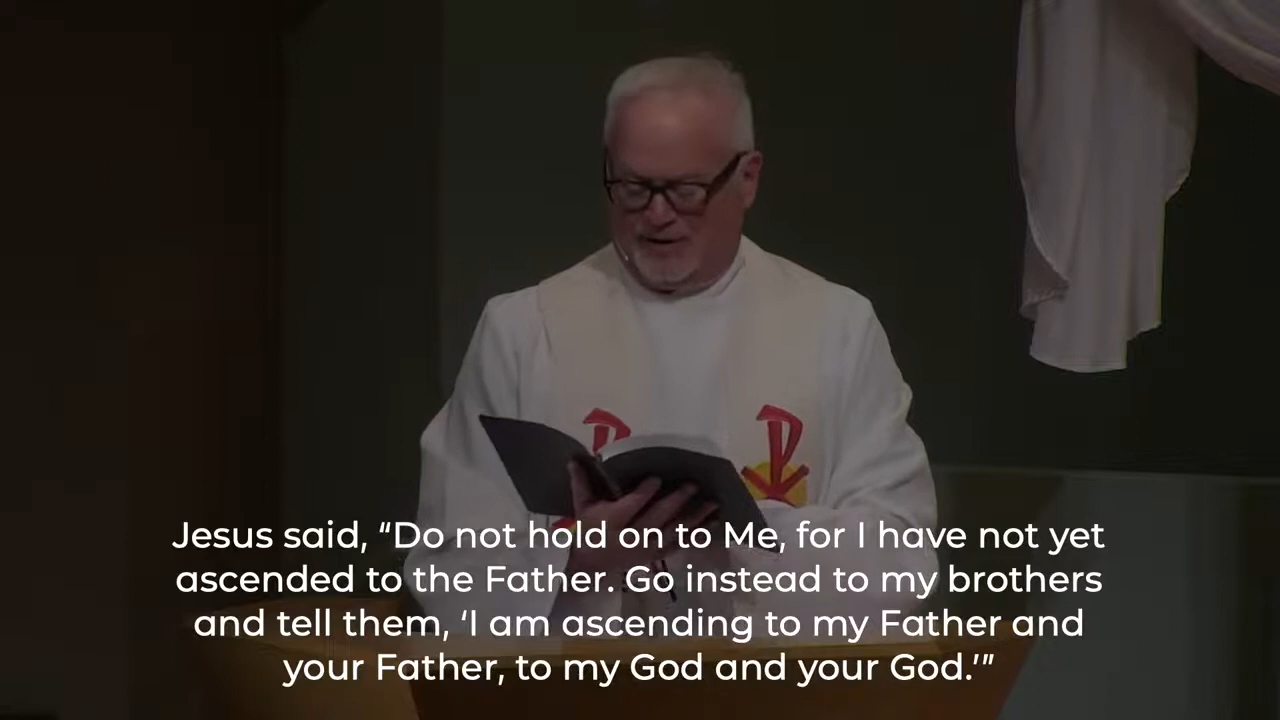 Jesus said, “Do not hold on to Me, for I have not yet
ascended to the Father. Go instead to my brothers
and tell them, ‘I am ascending to my Father and
your Father, to my God and your God.’”